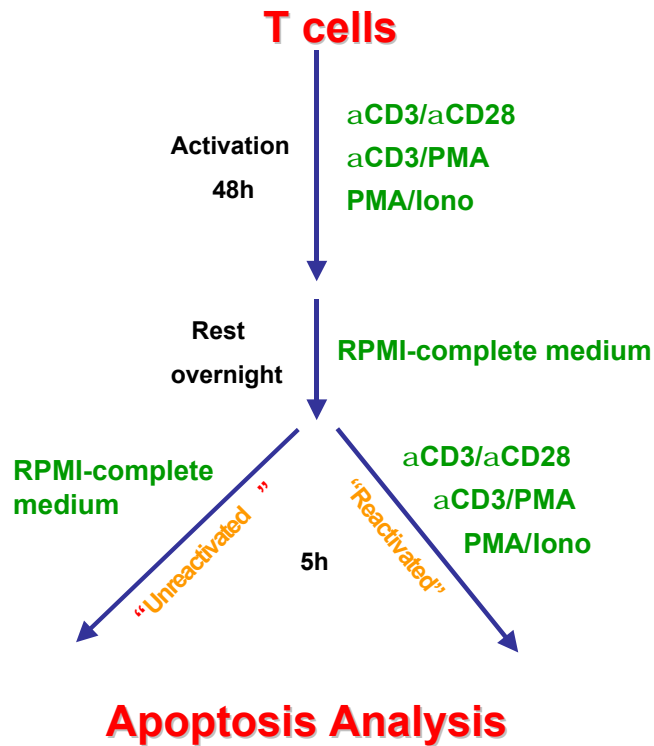 T cells
Activation
48h
aCD3/aCD28
aCD3/PMA
PMA/Iono
Rest
overnight
RPMI-complete medium
RPMI-complete
medium
“Unreactivated ”
5h
“Reactivated”
aCD3/aCD28
aCD3/PMA
PMA/Iono
Apoptosis Analysis